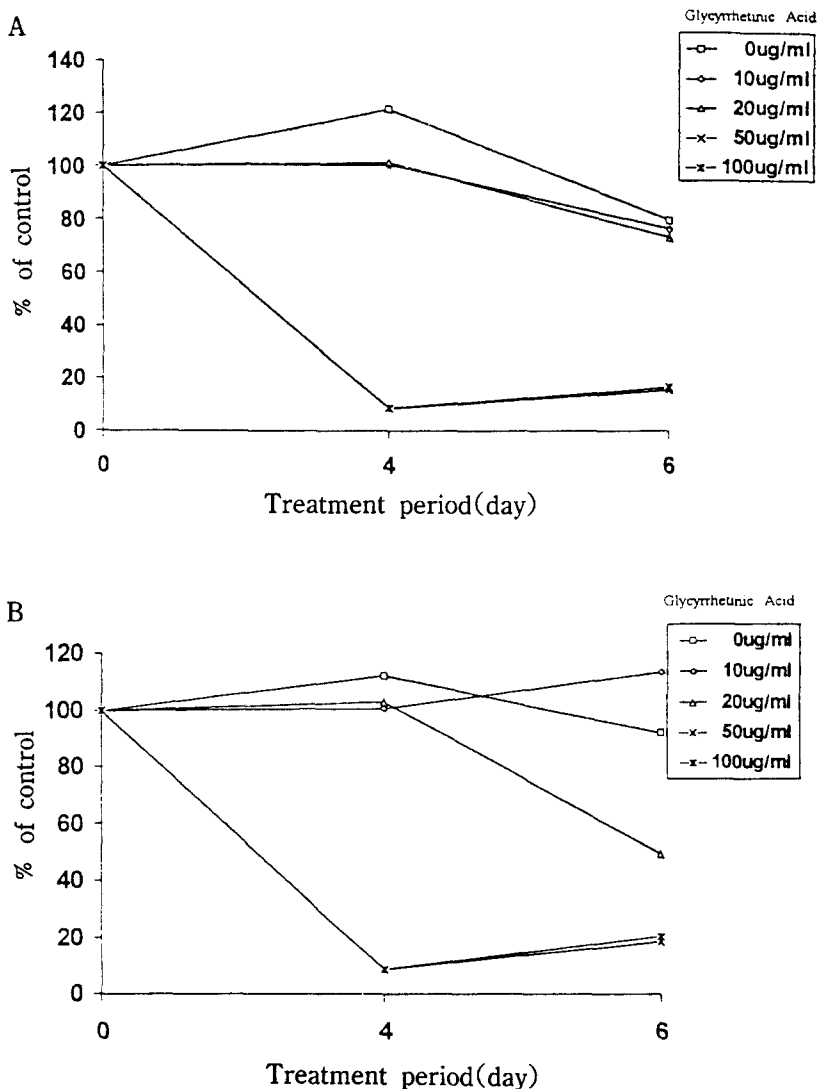 A
Glycyrrhetinic Acid
0ug/ml
10ug/ml
20ug/ml
50ug/ml
100ug/ml
140
120
100
80
60
40
20
0
% of control
0 4 6
Treatment period(day)
B
Glycyrrhetinic Acid
0ug/ml
10ug/ml
20ug/ml
50ug/ml
100ug/ml
120
100
80
60
40
20
0
% of control
0 4 6
Treatment period(day)